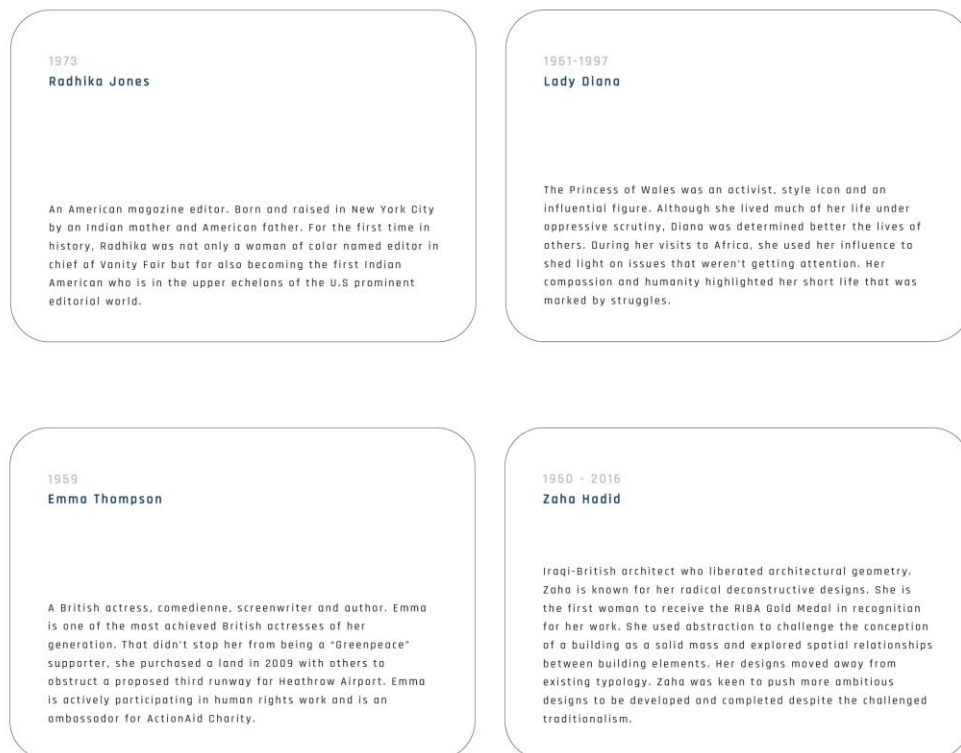 1973
Radhika Jones
An American magazine editor. Born and raised in New York City
by an Indian mother and American father. For the first time in
history, Radhika was not only a woman of color named editor in
chief of Vanity Fair but for also becoming the first Indian
American who is in the upper echelons of the U.S prominent
editorial world.
1961-1997
Lady Diana
The Princess of Wales was an activist, style icon and an
influential figure. Although she lived much of her life under
oppressive scrutiny, Diana was determined better the lives of
others. During her visits to Africa, she used her influence to
shed light on issues that weren't getting attention. Her
compassion and humanity highlighted her short life that was
marked by struggles.
1959
Emma Thompson
A British actress, comedienne, screenwriter and author. Emma
is one of the most achieved British actresses of her
generation. That didn't stop her from being a "Greenpeace"
supporter, she purchased a land in 2009 with others to
obstruct a proposed third runway for Heathrow Airport. Emma
is actively participating in human rights work and is an
ambassador for ActionAid Charity.
1950 - 2016
Zaha Hadid
Iraqi-British architect who liberated architectural geometry.
Zaha is known for her radical deconstructive designs. She is
the first woman to receive the RIBA Gold Medal in recognition
for her work. She used abstraction to challenge the conception
of a building as a solid mass and explored spatial relationships
between building elements. Her designs moved away from
existing typology. Zaha was keen to push more ambitious
designs to be developed and completed despite the challenged
traditionalism.